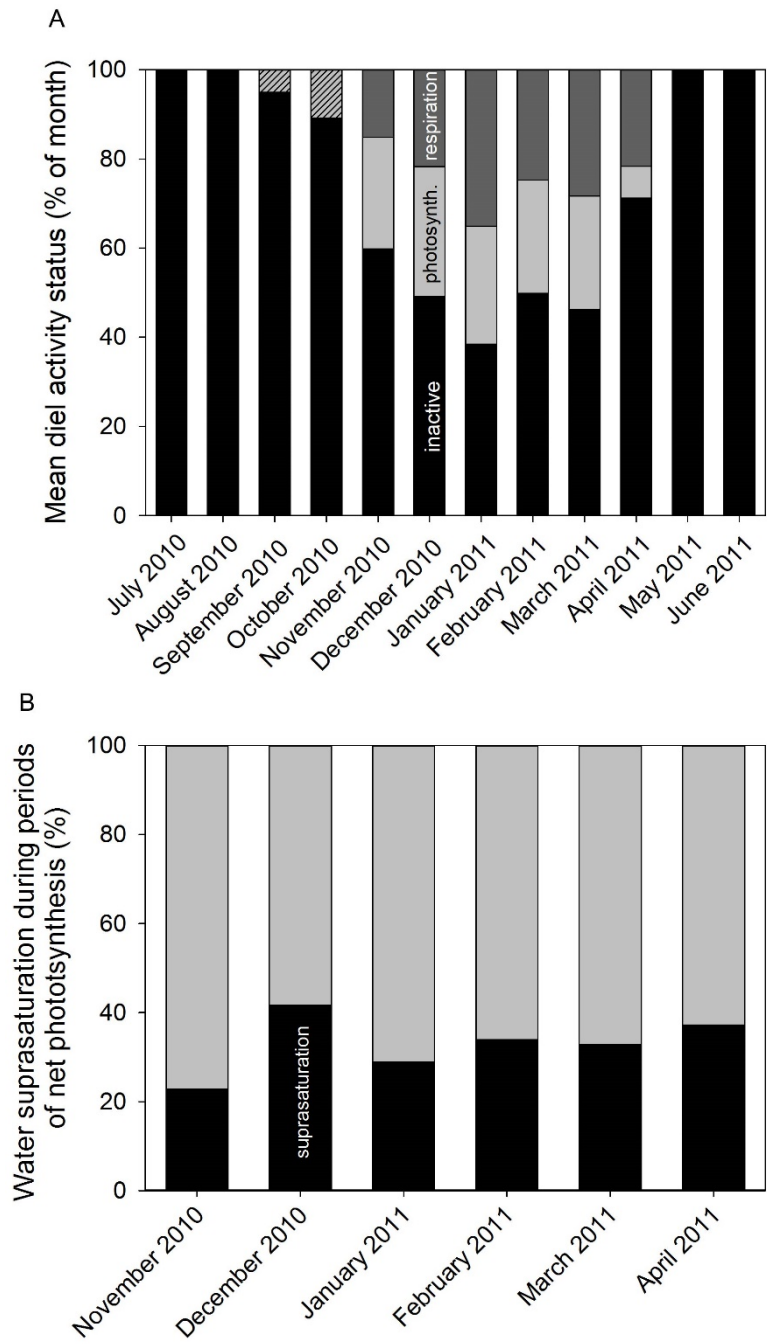 A
Mean diel activity status (% of month)
100
80
60
40
20
0
respiration
photosynth.
inactive
July 2010
August 2010
September 2010
October 2010
November 2010
December 2010
January 2011
February 2011
March 2011
April 2011
May 2011
June 2011
B
Water suprasaturation during periods
of net phototsynthesis (%)
100
80
60
40
20
0
suprasaturation
November 2010
December 2010
January 2011
February 2011
March 2011
April 2011